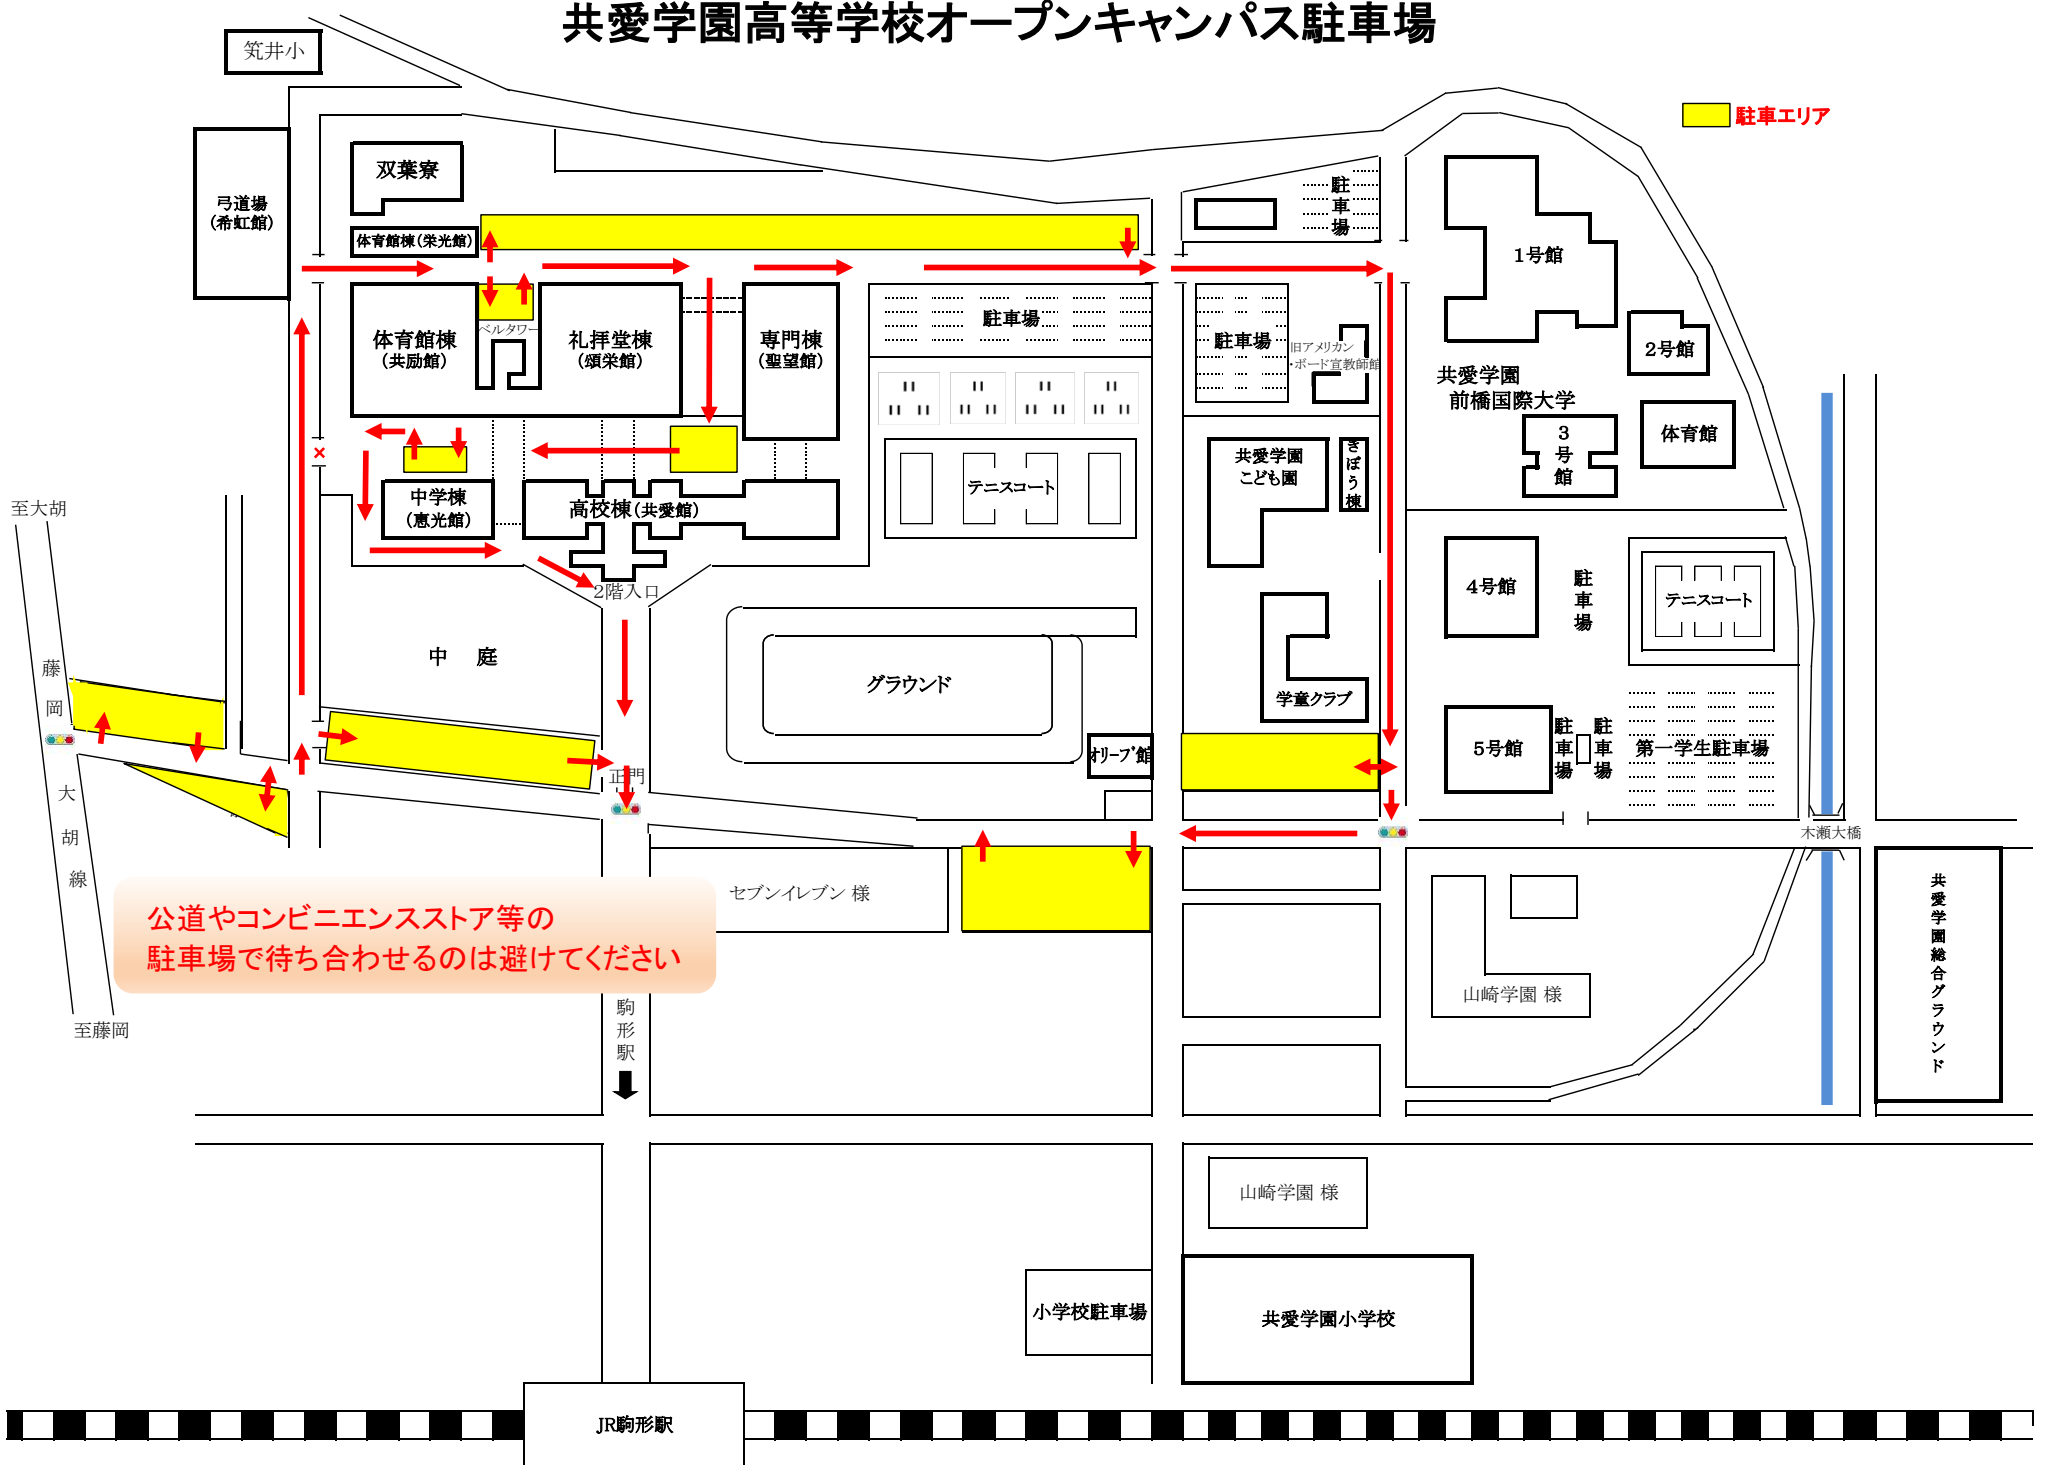 共愛学園高等学校オープンキャンパス駐車場
筑井小
駐車エリア
双葉寮
弓道場
(希虹館)
体育館棟(栄光館)
駐車場
1号館
ベルタワー
体育館棟
(共励館)
礼拝堂棟
(頌栄館)
専門棟
(聖望館)
駐車場
駐車場
旧アメリカン
・ボード宣教師館
2号館
共愛学園
前橋国際大学
3号館
体育館
×
共愛学園
こども園
きぼう棟
テニスコート
中学棟
(恵光館)
高校棟(共愛館)
2階入口
至大胡
4号館
駐車場
テニスコート
中 庭
グラウンド
学童クラブ
藤岡
大胡線
正門
オリーブ館
5号館
駐車場
駐車場
第一学生駐車場
木瀬大橋
セブンイレブン 様
公道やコンビニエンスストア等の
駐車場で待ち合わせるのは避けてください
共愛学園総合グラウンド
山崎学園 様
至藤岡
駒形駅
山崎学園 様
小学校駐車場
共愛学園小学校
JR駒形駅